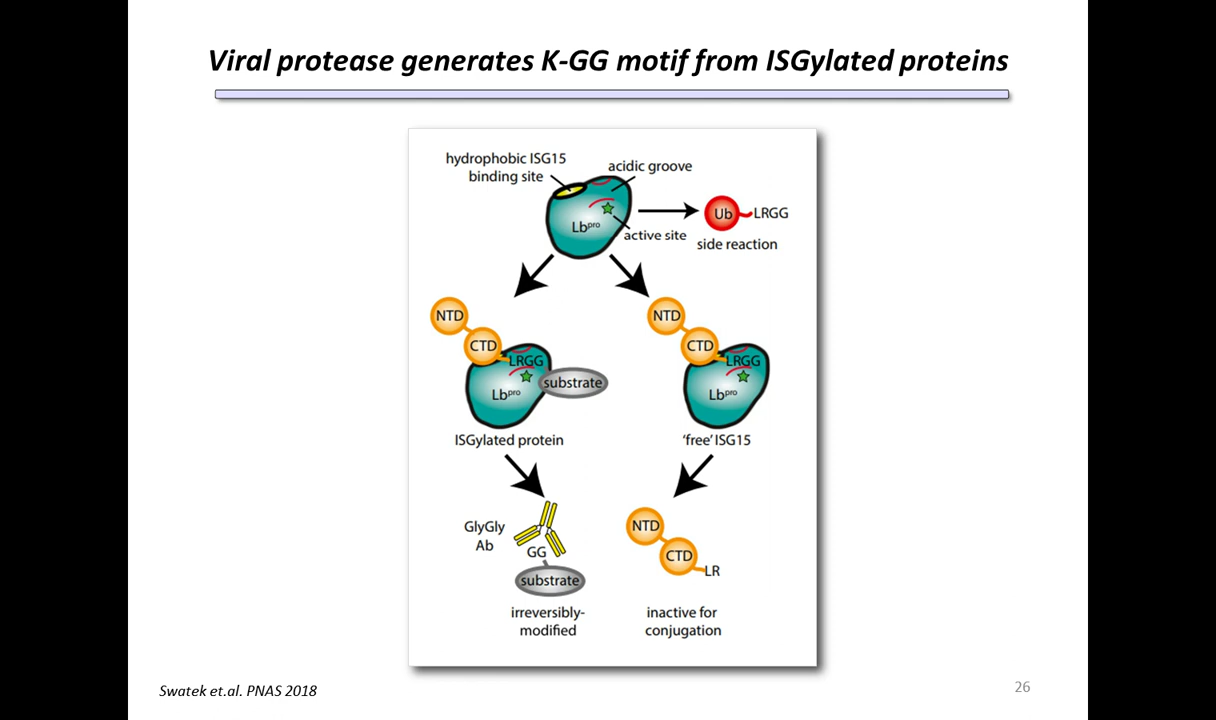 Viral protease generates K-GG motif from ISGylated proteins
hydrophobic ISG15
binding site
acidic groove
Lbpro
active site
Ub
LRGG
side reaction
NTD
CTD
LRGG
substrate
Lbpro
ISGylated protein
NTD
CTD
LRGG
Lbpro
'free' ISG15
GlyGly
Ab
GG
substrate
irreversibly-
modified
NTD
CTD
LR
inactive for
conjugation
Swatek et.al. PNAS 2018
26